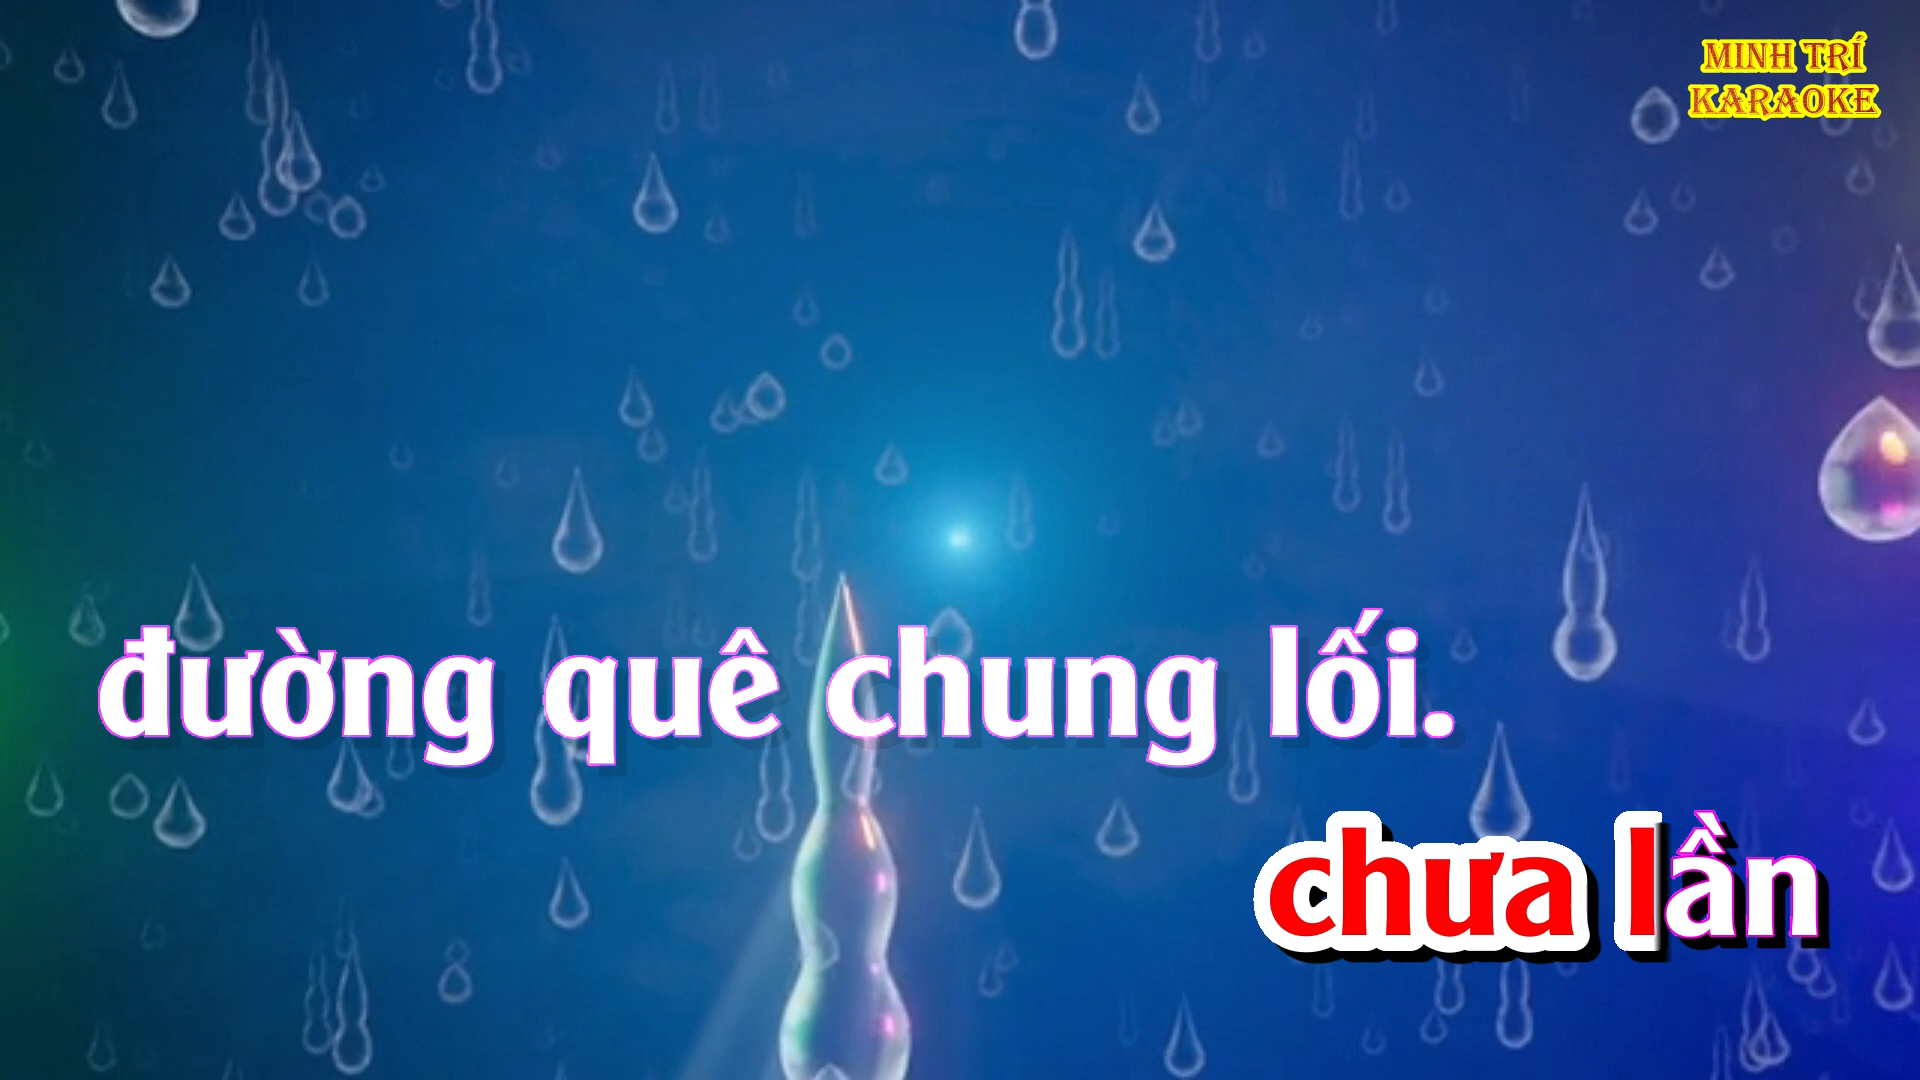 MINH TRÍ
KARAOKE
đường quê chung lối.
chưa lần